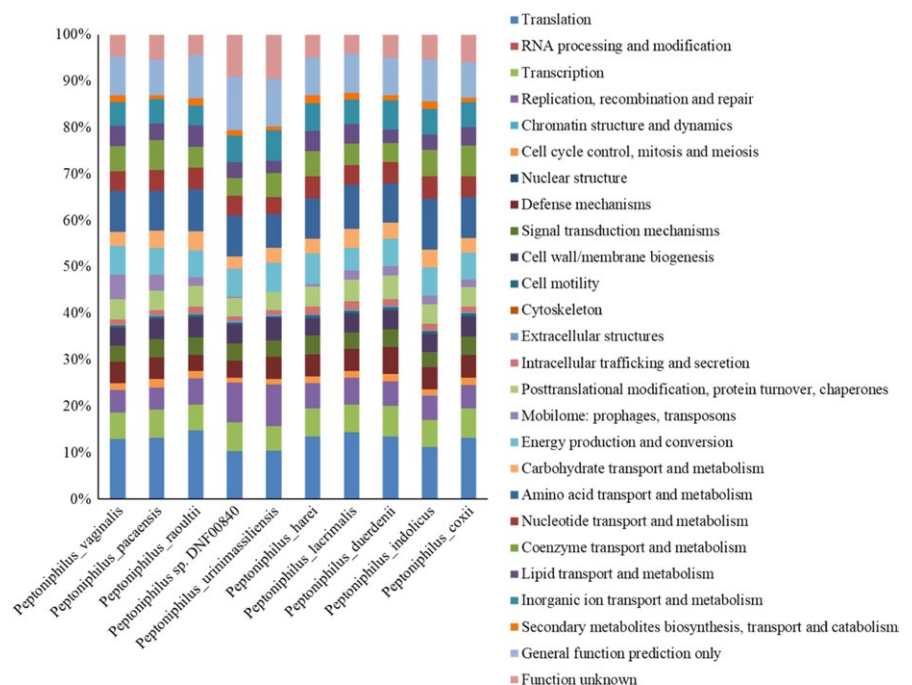 100%
90%
80%
70%
60%
50%
40%
30%
20%
10%
0%
Peptoniphilus_vaginalis
Peptoniphilus_pacaensis
Peptoniphilus_raoultii
Peptoniphilus sp. DNF00840
Peptoniphilus_urinimassiliensis
Peptoniphilus_harei
Peptoniphilus_lacrimalis
Peptoniphilus_duerdenii
Peptoniphilus_indolicus
Peptoniphilus_coxii
Translation
RNA processing and modification
Transcription
Replication, recombination and repair
Chromatin structure and dynamics
Cell cycle control, mitosis and meiosis
Nuclear structure
Defense mechanisms
Signal transduction mechanisms
Cell wall/membrane biogenesis
Cell motility
Cytoskeleton
Extracellular structures
Intracellular trafficking and secretion
Posttranslational modification, protein turnover, chaperones
Mobilome: prophages, transposons
Energy production and conversion
Carbohydrate transport and metabolism
Amino acid transport and metabolism
Nucleotide transport and metabolism
Coenzyme transport and metabolism
Lipid transport and metabolism
Inorganic ion transport and metabolism
Secondary metabolites biosynthesis, transport and catabolism
General function prediction only
Function unknown